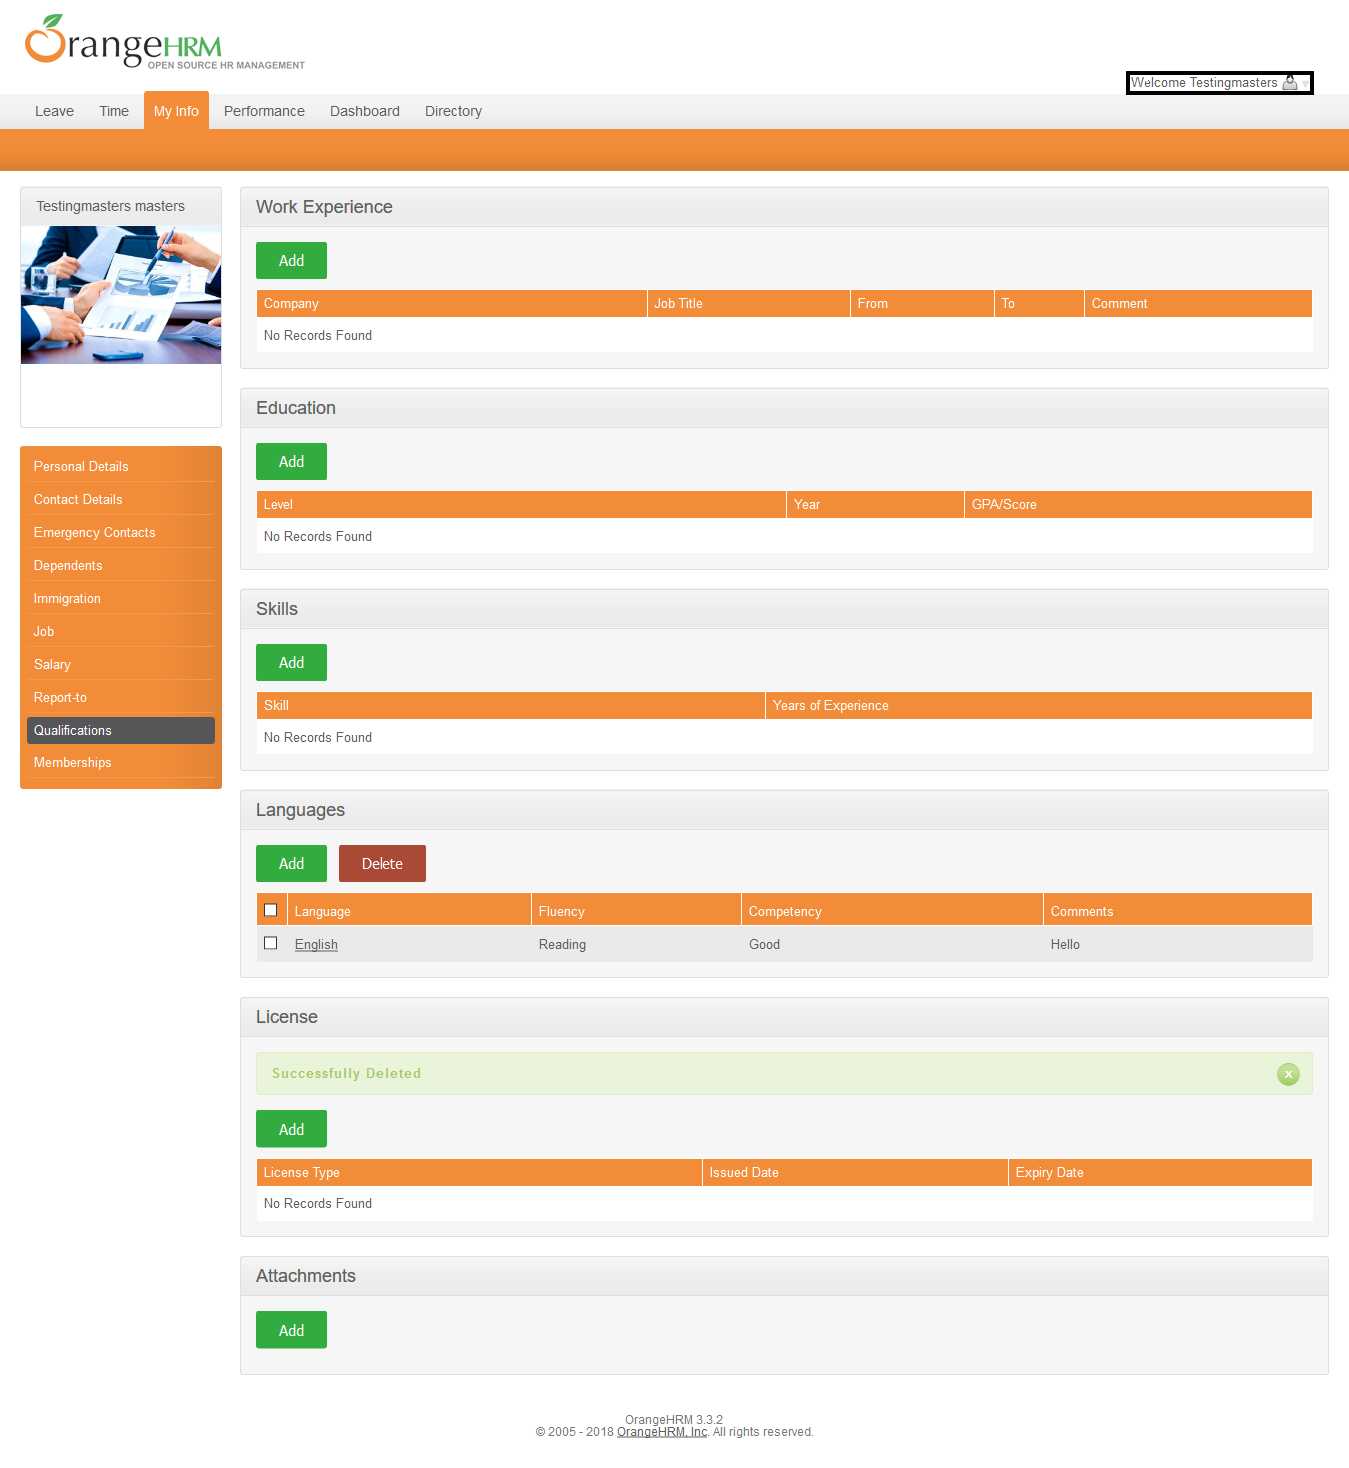 OrangeHRM
OPEN SOURCE HR MANAGEMENT
Welcome Testingmasters
Leave Time My Info Performance Dashboard Directory
Testingmasters masters
Personal Details
Contact Details
Emergency Contacts
Dependents
Immigration
Job
Salary
Report-to
Qualifications
Memberships
Work Experience
Add
Company Job Title From To Comment
No Records Found
Education
Add
Level Year GPA/Score
No Records Found
Skills
Add
Skill Years of Experience
No Records Found
Languages
Add Delete
Language Fluency Competency Comments
English Reading Good Hello
License
Successfully Deleted x
Add
License Type Issued Date Expiry Date
No Records Found
Attachments
Add
OrangeHRM 3.3.2
© 2005 - 2018 OrangeHRM, Inc. All rights reserved.